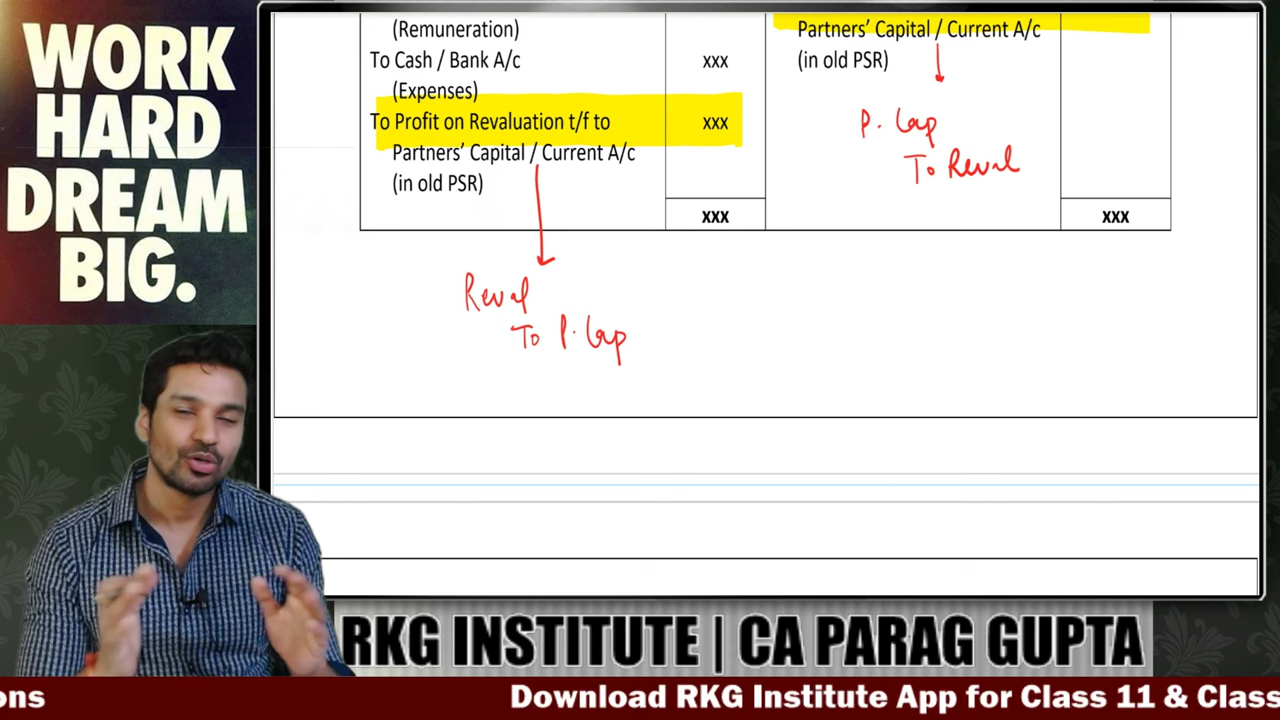 WORK
HARD
DREAM
BIG.
(Remuneration)
To Cash / Bank A/c xxx
(Expenses)
To Profit on Revaluation t/f to xxx
Partners' Capital / Current A/c
(in old PSR)
xxx
Partners' Capital / Current A/c
(in old PSR)
P. Cap
To Reval
xxx
Reval
To P. Cap
RKG INSTITUTE | CA PARAG GUPTA
ons Download RKG Institute App for Class 11 & Class